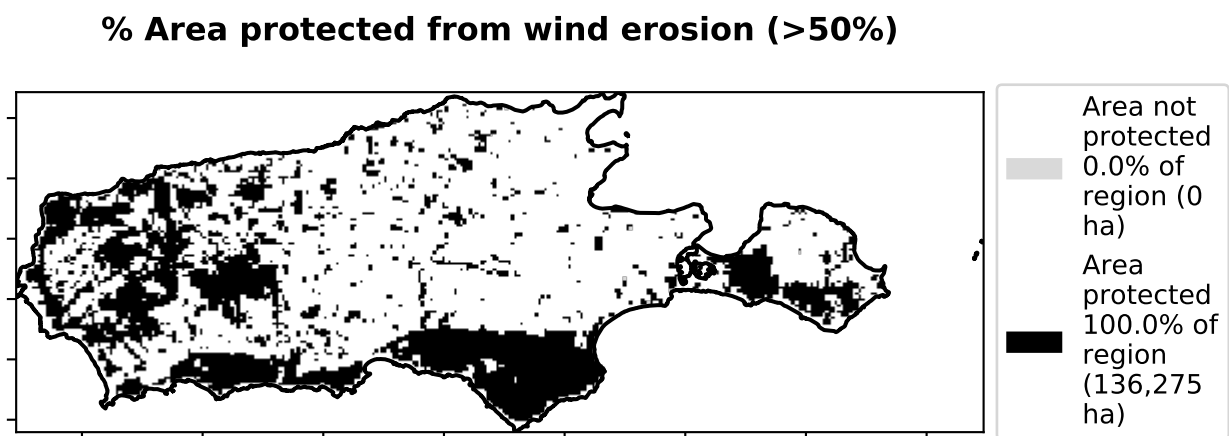 % Area protected from wind erosion (>50%)
Area not
protected
0.0% of
region (0
ha)
Area
protected
100.0% of
region
(136,275
ha)